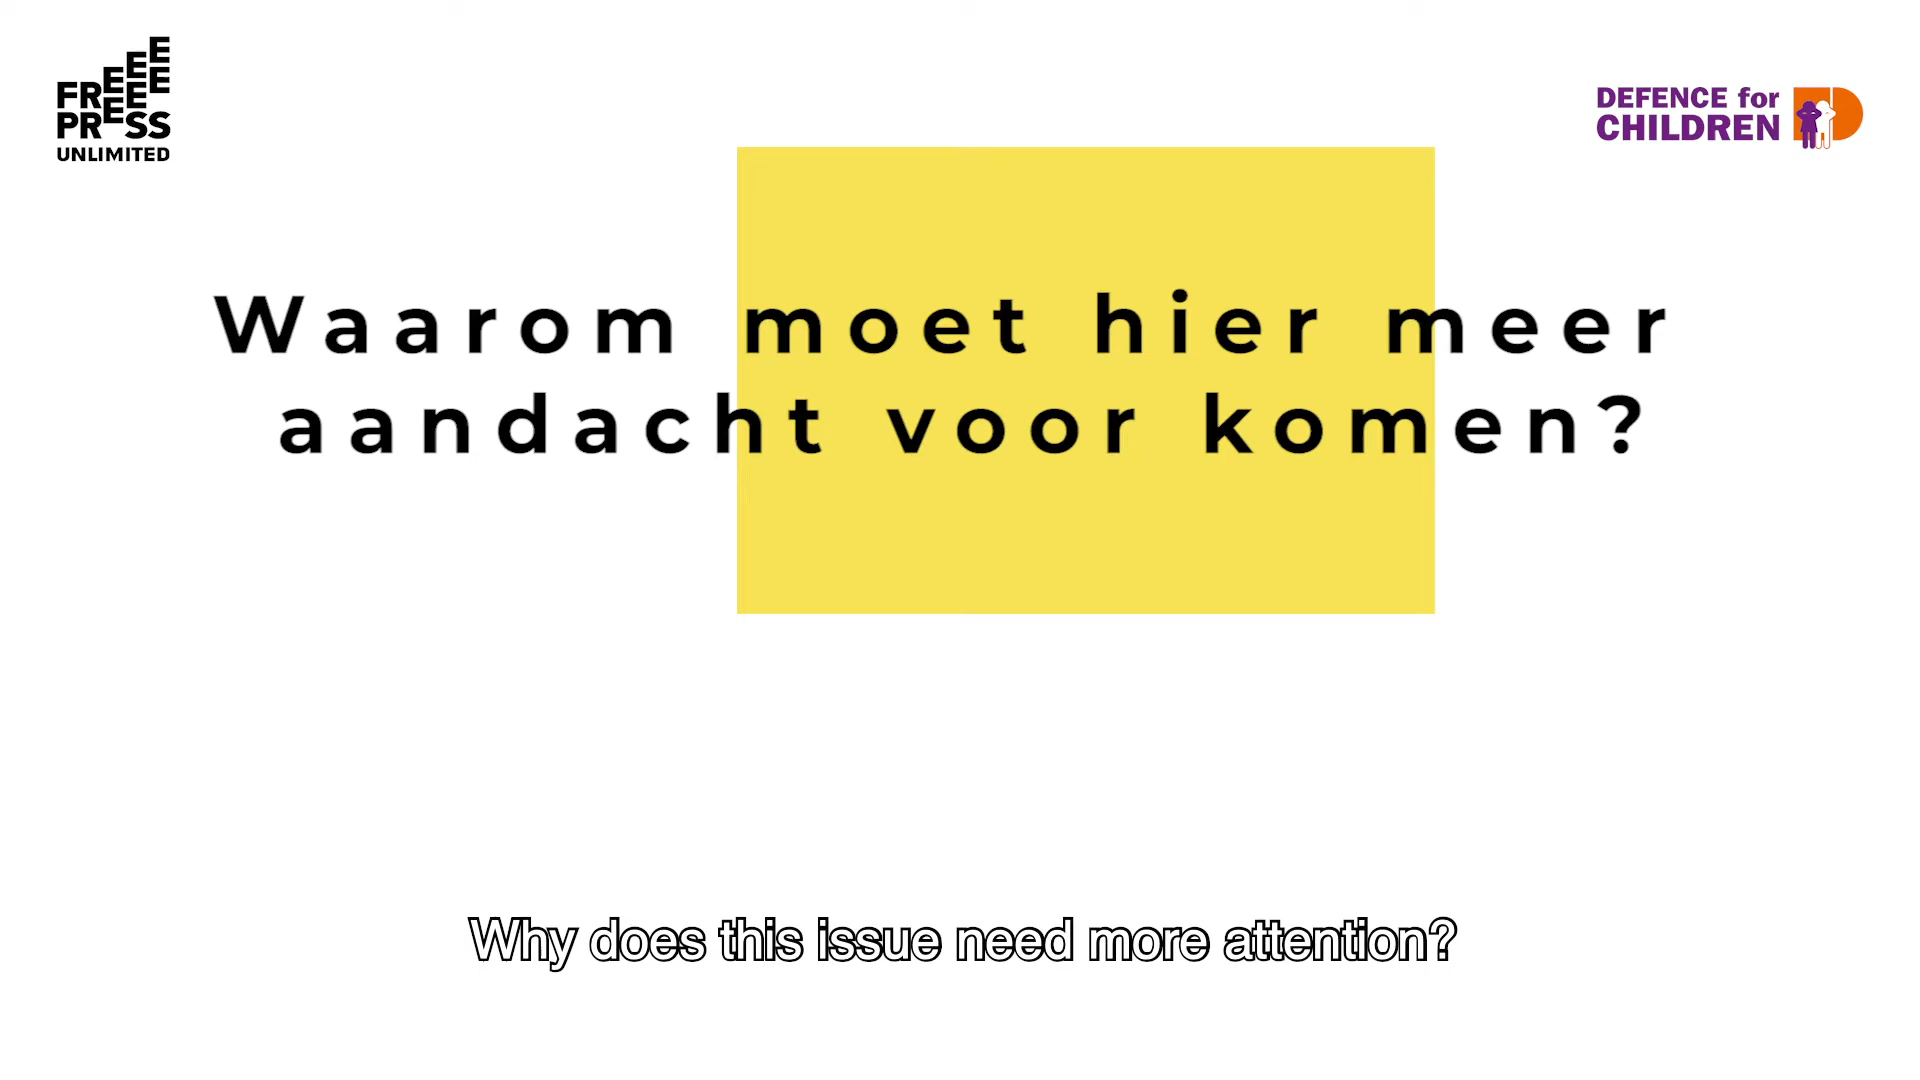 FREEEEE
PRESS
UNLIMITED
DEFENCE for
CHILDREN
Waarom moet hier meer
aandacht voor komen?
Why does this issue need more attention?